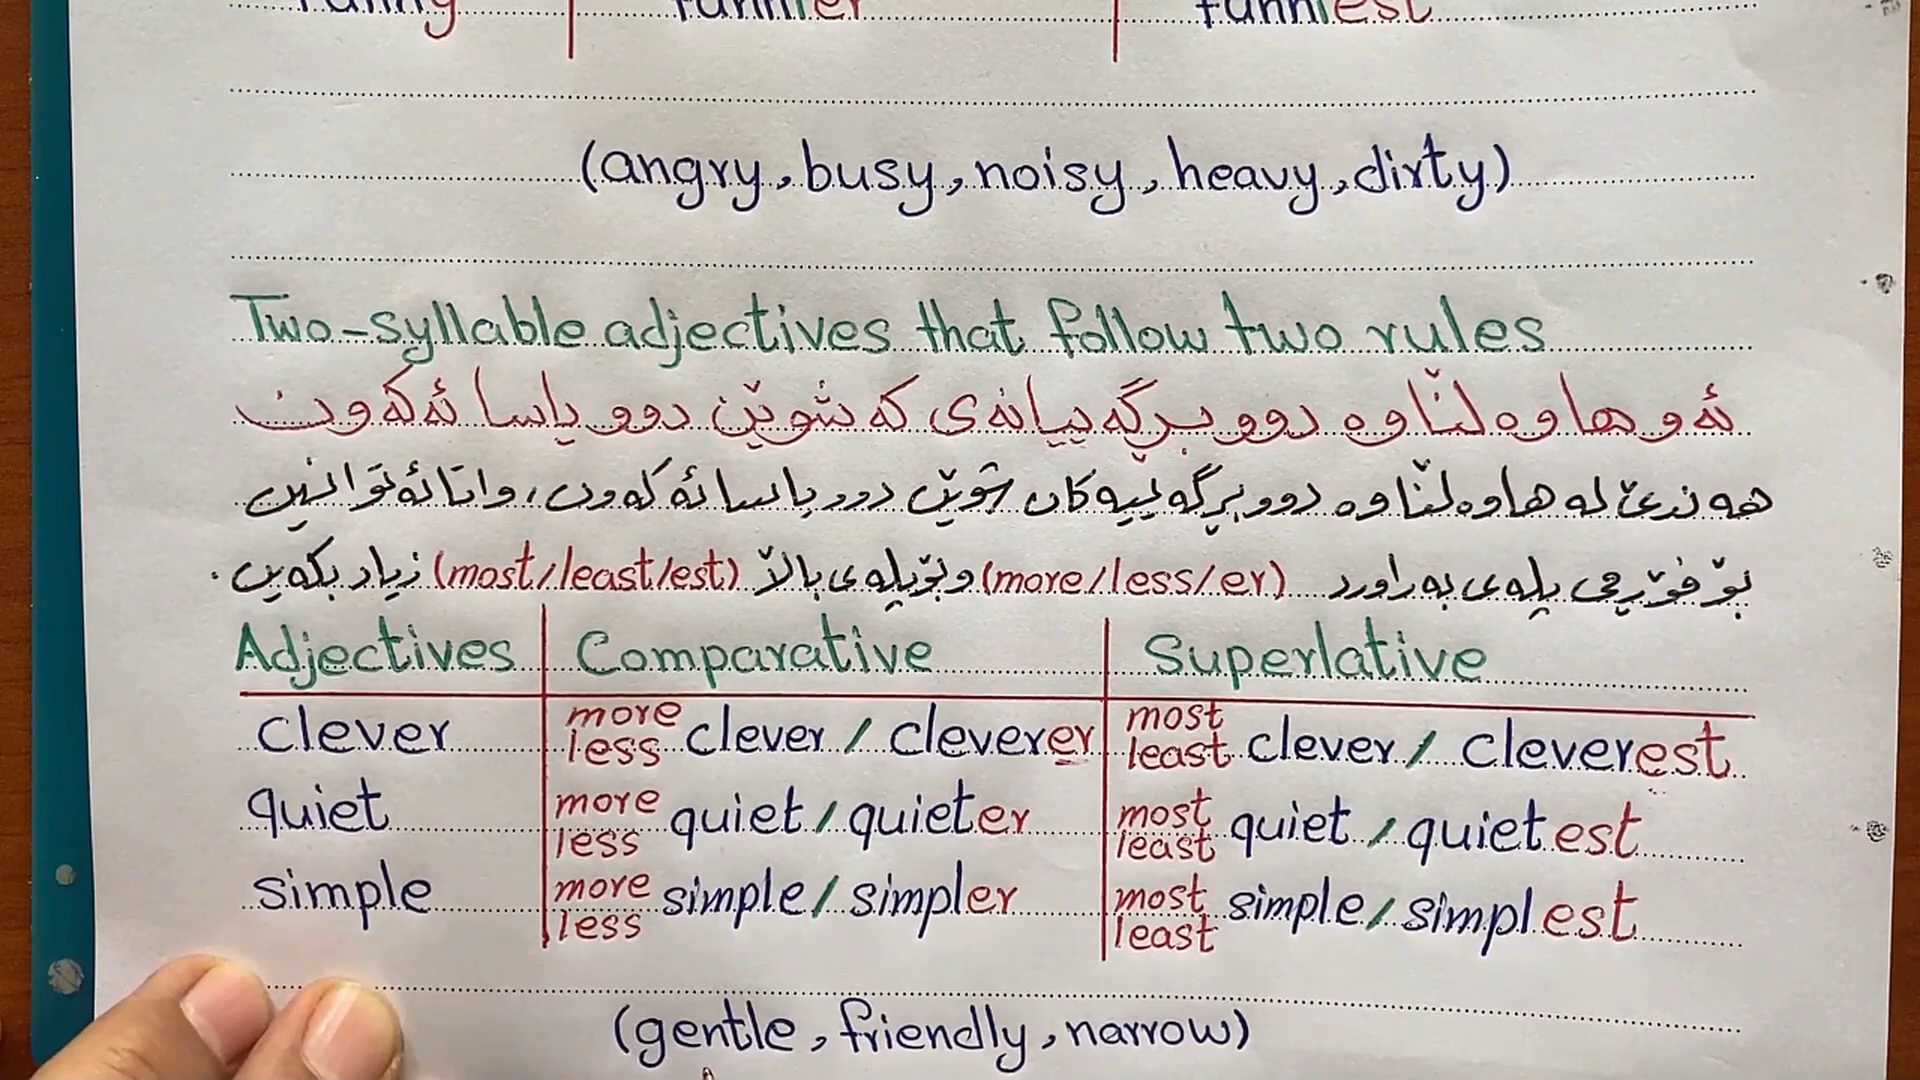 funny funnier funniest
(angry, busy, noisy, heavy, dirty)
Two-syllable adjectives that follow two rules
ئەو هاوەڵناوە دوو بڕگەییانەی کە شوێن دوو یاسا ئەکەون
هەندێ لە هاوەڵناوە دوو بڕگەییەکان شوێن دوو یاسا ئەکەون، واتا ئەتوانین
بۆ فۆڕمی پلەی بەراورد (more/less/er) و بۆ پلەی باڵا (most/least/est) زیاد بکەین.
Adjectives Comparative Superlative
clever more less clever / cleverer most least clever / cleverest
quiet more less quiet / quieter most least quiet / quietest
simple more less simple / simpler most least simple / simplest
(gentle, friendly, narrow)